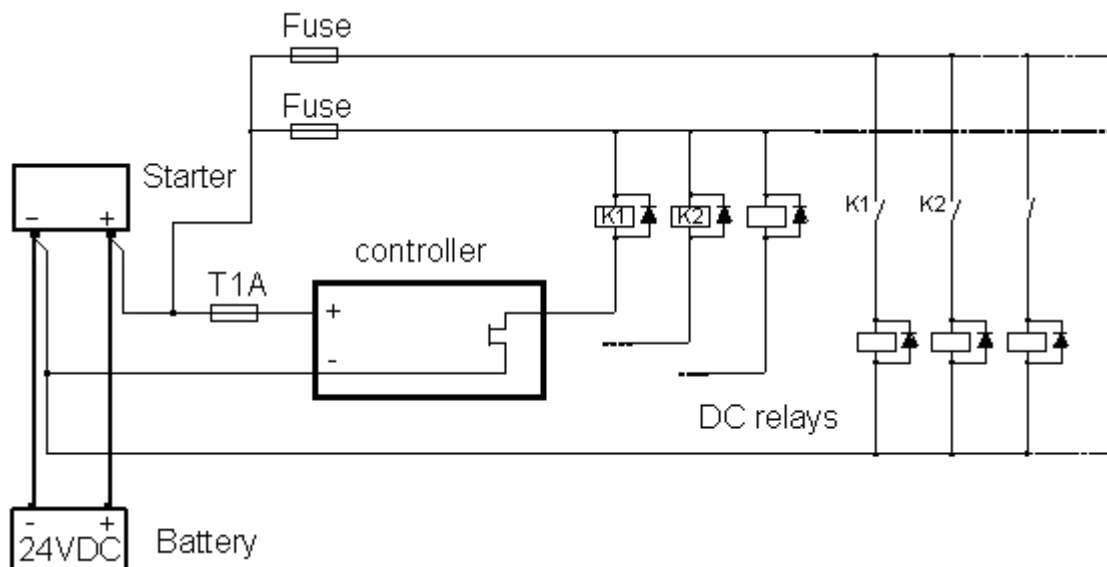 Fuse
Fuse
Starter
- +
K1 K2
K1 K2
controller
T1A
+
-
DC relays
- +
24VDC
Battery